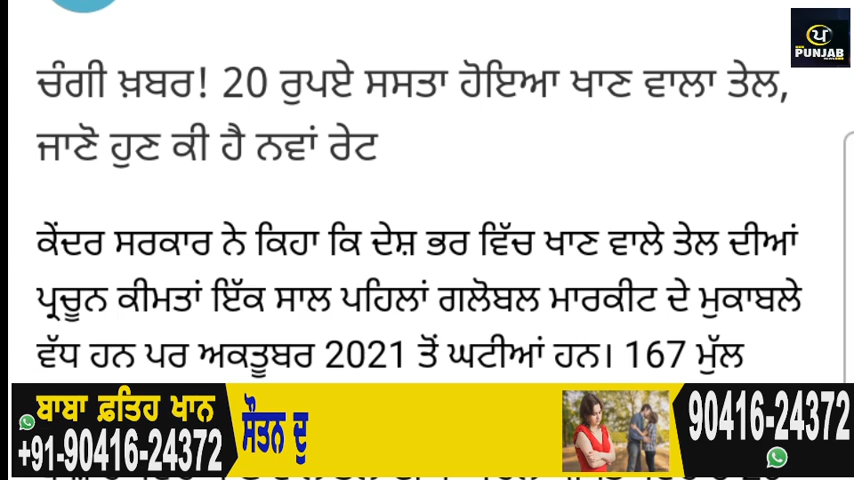 ਪੰ
PUNJAB
ਚੰਗੀ ਖ਼ਬਰ! 20 ਰੁਪਏ ਸਸਤਾ ਹੋਇਆ ਖਾਣ ਵਾਲਾ ਤੇਲ,
ਜਾਣੋ ਹੁਣ ਕੀ ਹੈ ਨਵਾਂ ਰੇਟ
ਕੇਂਦਰ ਸਰਕਾਰ ਨੇ ਕਿਹਾ ਕਿ ਦੇਸ਼ ਭਰ ਵਿੱਚ ਖਾਣ ਵਾਲੇ ਤੇਲ ਦੀਆਂ
ਪ੍ਰਚੂਨ ਕੀਮਤਾਂ ਇੱਕ ਸਾਲ ਪਹਿਲਾਂ ਗਲੋਬਲ ਮਾਰਕੀਟ ਦੇ ਮੁਕਾਬਲੇ
ਵੱਧ ਹਨ ਪਰ ਅਕਤੂਬਰ 2021 ਤੋਂ ਘਟੀਆਂ ਹਨ। 167 ਮੁੱਲ
ਬਾਬਾ ਫ਼ਤਿਹ ਖਾਨ
+91-90416-24372
ਸੌਤਨ ਦੂ
90416-24372